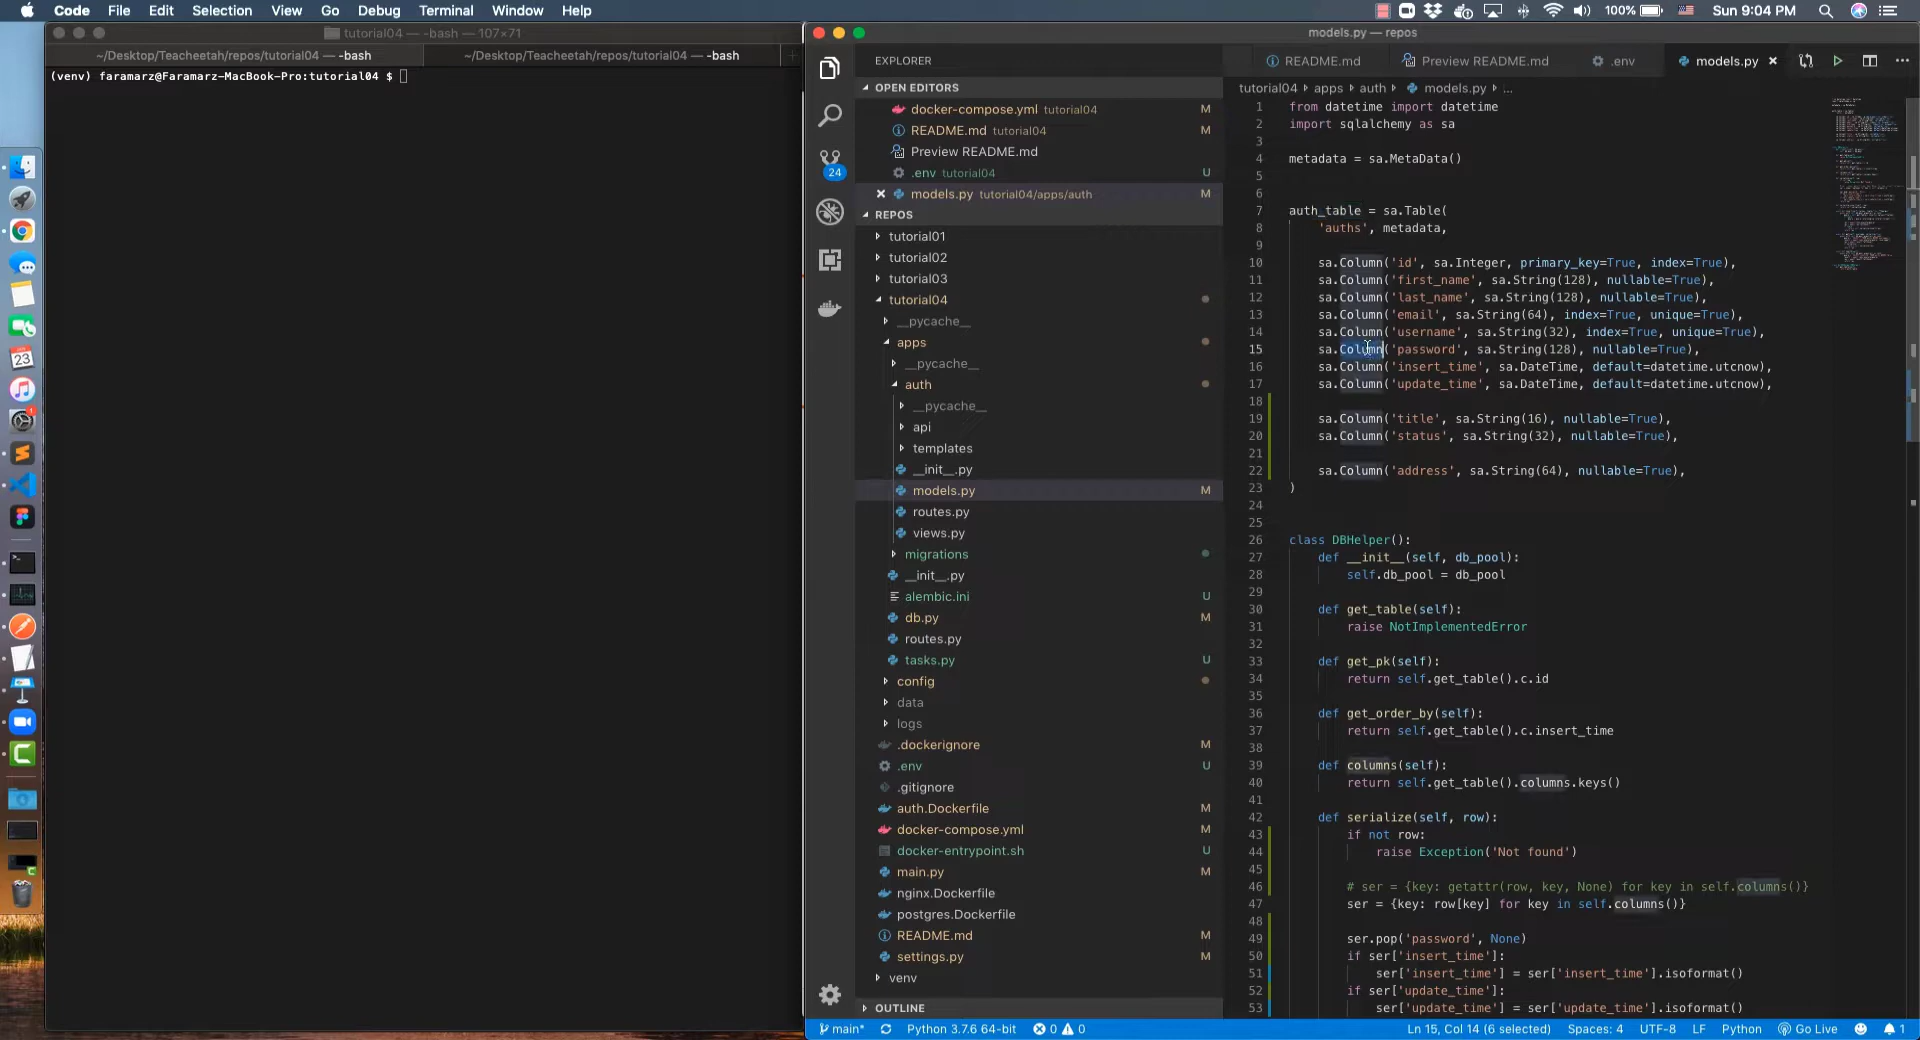 Code File Edit Selection View Go Debug Terminal Window Help
100% Sun 9:04 PM
tutorial04 — -bash — 107×71
~/Desktop/Teacheetah/repos/tutorial04 — -bash
~/Desktop/Teacheetah/repos/tutorial04 — -bash
(venv) faramarz@Faramarz-MacBook-Pro:tutorial04 $
models.py — repos
EXPLORER
OPEN EDITORS
docker-compose.yml tutorial04 M
README.md tutorial04 M
Preview README.md
.env tutorial04 U
models.py tutorial04/apps/auth M
REPOS
tutorial01
tutorial02
tutorial03
tutorial04
__pycache__
apps
__pycache__
auth
__pycache__
api
templates
__init__.py
models.py M
routes.py
views.py
migrations
__init__.py
alembic.ini U
db.py M
routes.py
tasks.py U
config
data
logs
.dockerignore M
.env U
.gitignore
auth.Dockerfile M
docker-compose.yml M
docker-entrypoint.sh U
main.py M
nginx.Dockerfile
postgres.Dockerfile
README.md M
settings.py M
venv
OUTLINE
24
23
1
README.md Preview README.md .env models.py
tutorial04 apps auth models.py ...
1 from datetime import datetime
2 import sqlalchemy as sa
3
4 metadata = sa.MetaData()
5
6
7 auth_table = sa.Table(
8 'auths', metadata,
9
10 sa.Column('id', sa.Integer, primary_key=True, index=True),
11 sa.Column('first_name', sa.String(128), nullable=True),
12 sa.Column('last_name', sa.String(128), nullable=True),
13 sa.Column('email', sa.String(64), index=True, unique=True),
14 sa.Column('username', sa.String(32), index=True, unique=True),
15 sa.Column('password', sa.String(128), nullable=True),
16 sa.Column('insert_time', sa.DateTime, default=datetime.utcnow),
17 sa.Column('update_time', sa.DateTime, default=datetime.utcnow),
18
19 sa.Column('title', sa.String(16), nullable=True),
20 sa.Column('status', sa.String(32), nullable=True),
21
22 sa.Column('address', sa.String(64), nullable=True),
23 )
24
25
26 class DBHelper():
27 def __init__(self, db_pool):
28 self.db_pool = db_pool
29
30 def get_table(self):
31 raise NotImplementedError
32
33 def get_pk(self):
34 return self.get_table().c.id
35
36 def get_order_by(self):
37 return self.get_table().c.insert_time
38
39 def columns(self):
40 return self.get_table().columns.keys()
41
42 def serialize(self, row):
43 if not row:
44 raise Exception('Not found')
45
46 # ser = {key: getattr(row, key, None) for key in self.columns()}
47 ser = {key: row[key] for key in self.columns()}
48
49 ser.pop('password', None)
50 if ser['insert_time']:
51 ser['insert_time'] = ser['insert_time'].isoformat()
52 if ser['update_time']:
53 ser['update_time'] = ser['update_time'].isoformat()
main* Python 3.7.6 64-bit 0 0 Ln 15, Col 14 (6 selected) Spaces: 4 UTF-8 LF Python Go Live 1